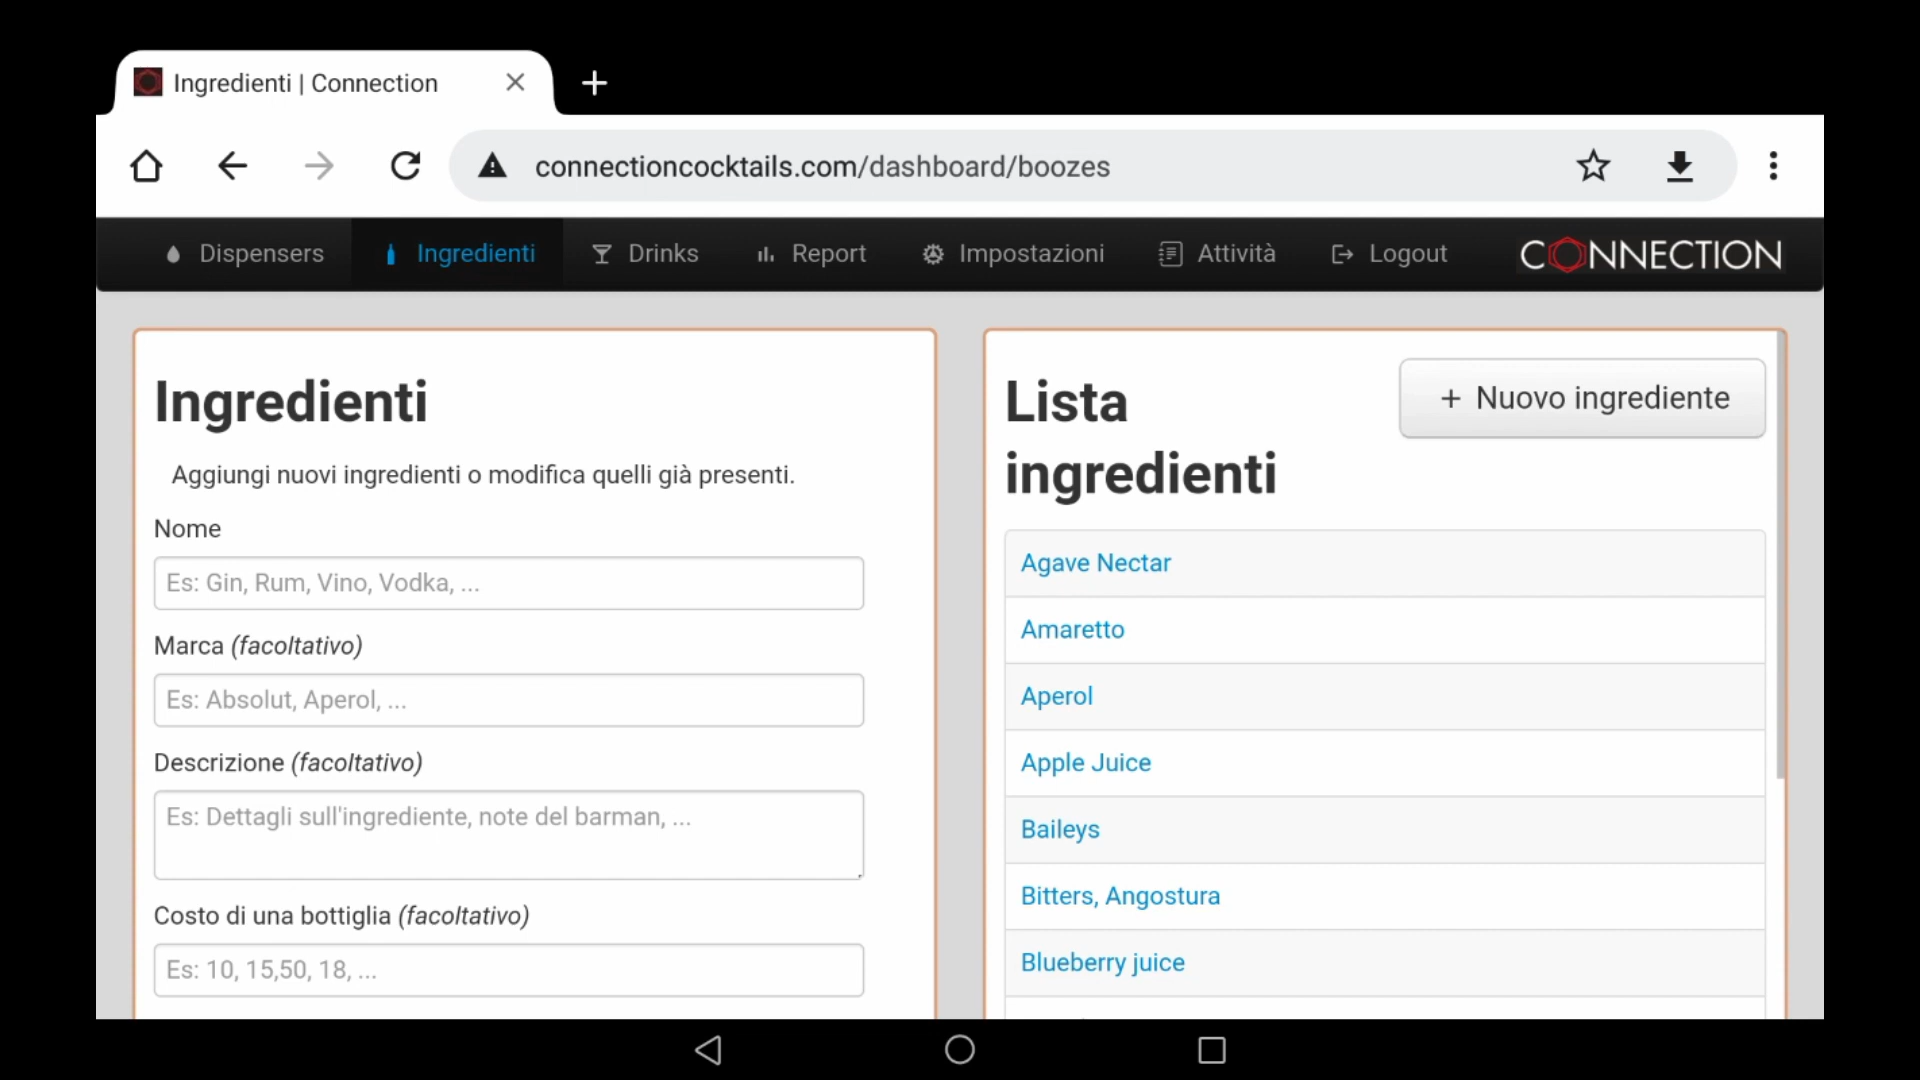 Ingredienti | Connection
connectioncocktails.com/dashboard/boozes
Dispensers
Ingredienti
Drinks
Report
Impostazioni
Attività
Logout
CONNECTION
Ingredienti
Aggiungi nuovi ingredienti o modifica quelli già presenti.
Nome
Es: Gin, Rum, Vino, Vodka, ...
Marca (facoltativo)
Es: Absolut, Aperol, ...
Descrizione (facoltativo)
Es: Dettagli sull'ingrediente, note del barman, ...
Costo di una bottiglia (facoltativo)
Es: 10, 15,50, 18, ...
Lista
ingredienti
+ Nuovo ingrediente
Agave Nectar
Amaretto
Aperol
Apple Juice
Baileys
Bitters, Angostura
Blueberry juice